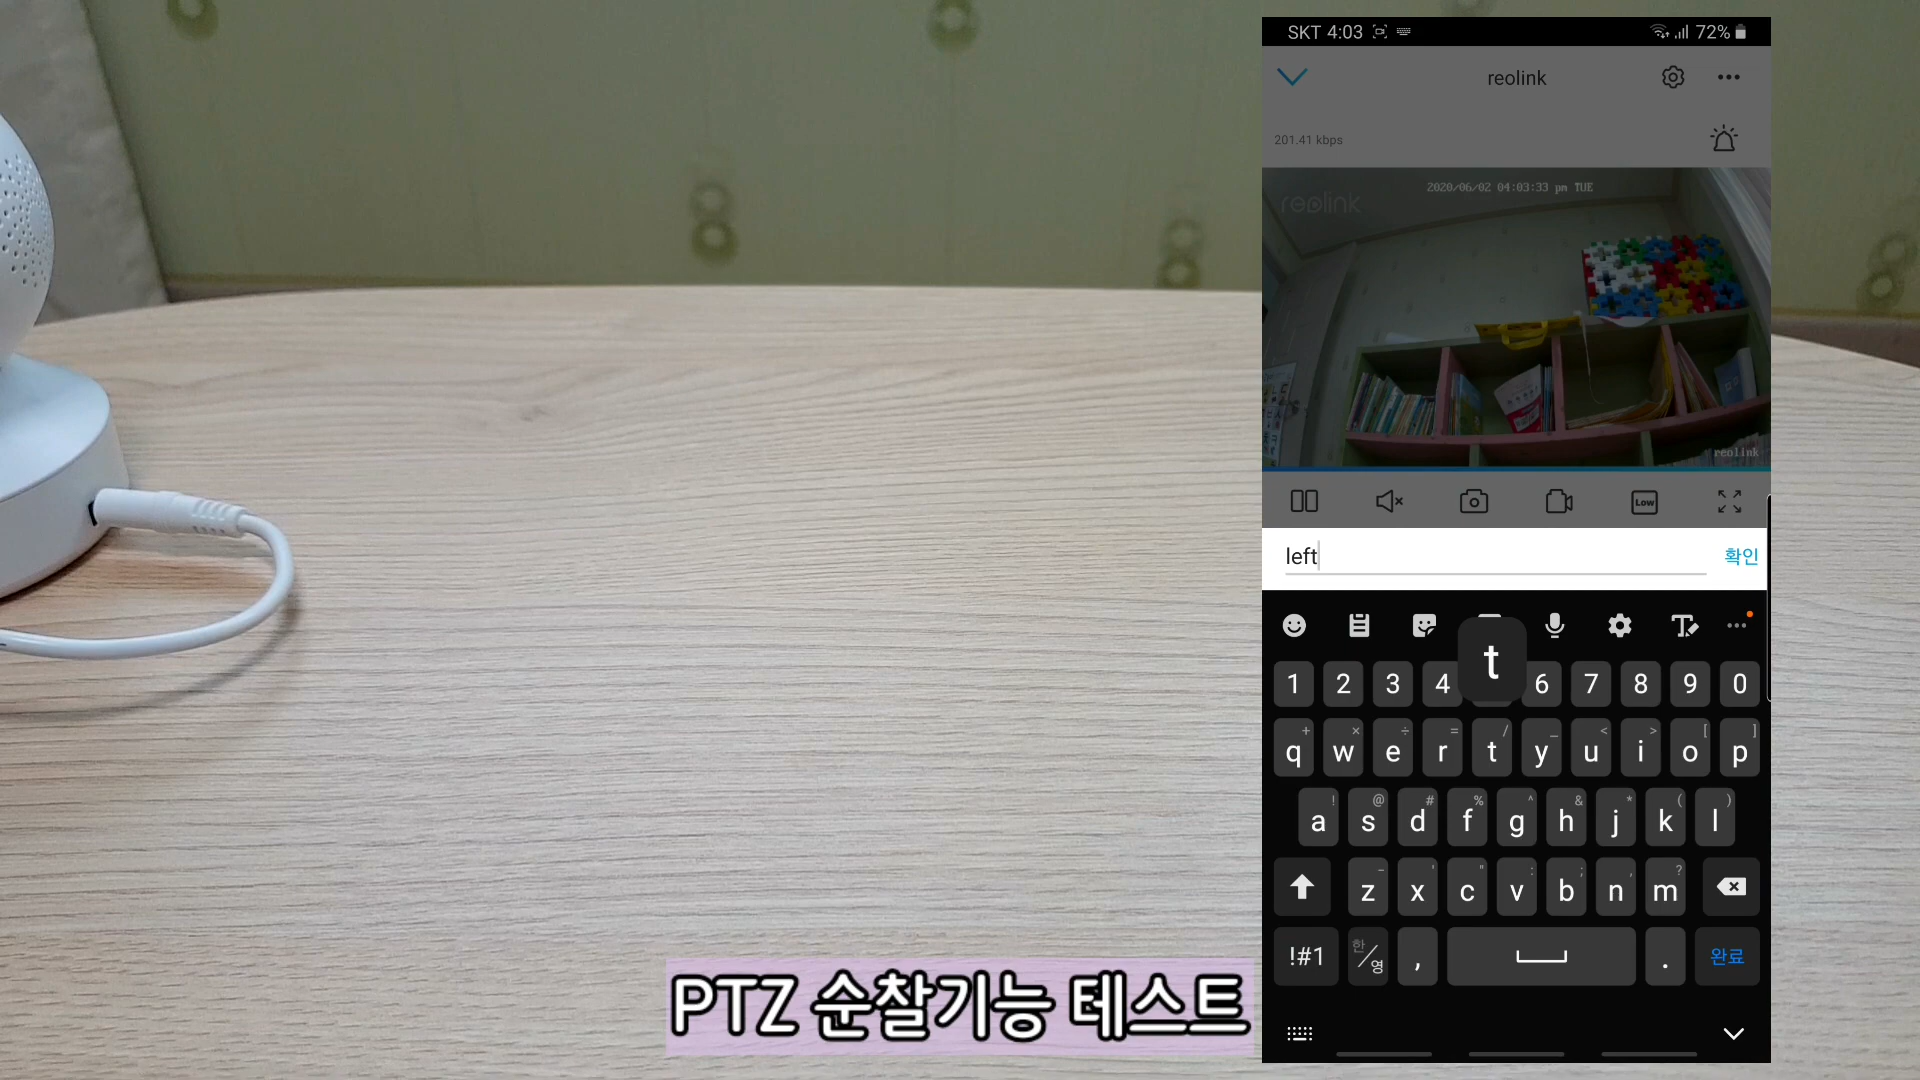 SKT 4:03 72%
reolink
201.41 kbps
2020/06/02 04:03:33 pm TUE
reolink
reolink
Low
left 확인
t
1 2 3 4 6 7 8 9 0
+ × ÷ = / _ < > [ ]
q w e r t y u i o p
! @ # % ^ & * ( )
a s d f g h j k l
- ' " : ; , ?
z x c v b n m
!#1 한/영 , . 완료
PTZ 순찰기능 테스트